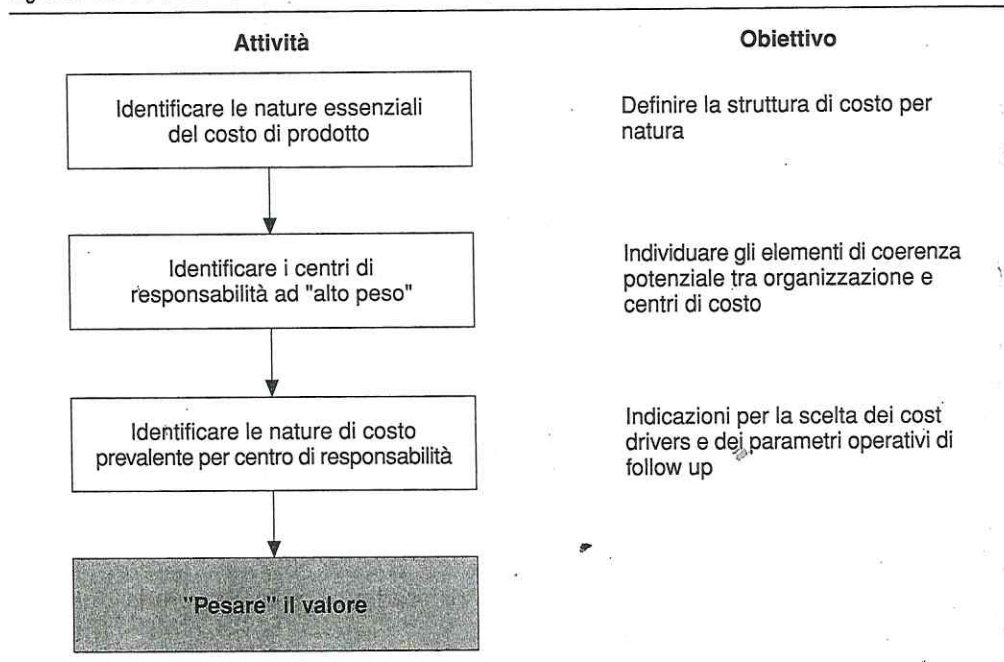 Attività
Obiettivo
Identificare le nature essenziali
del costo di prodotto
Definire la struttura di costo per
natura
Identificare i centri di
responsabilità ad "alto peso"
Individuare gli elementi di coerenza
potenziale tra organizzazione e
centri di costo
Identificare le nature di costo
prevalente per centro di responsabilità
Indicazioni per la scelta dei cost
drivers e dei parametri operativi di
follow up
"Pesare" il valore